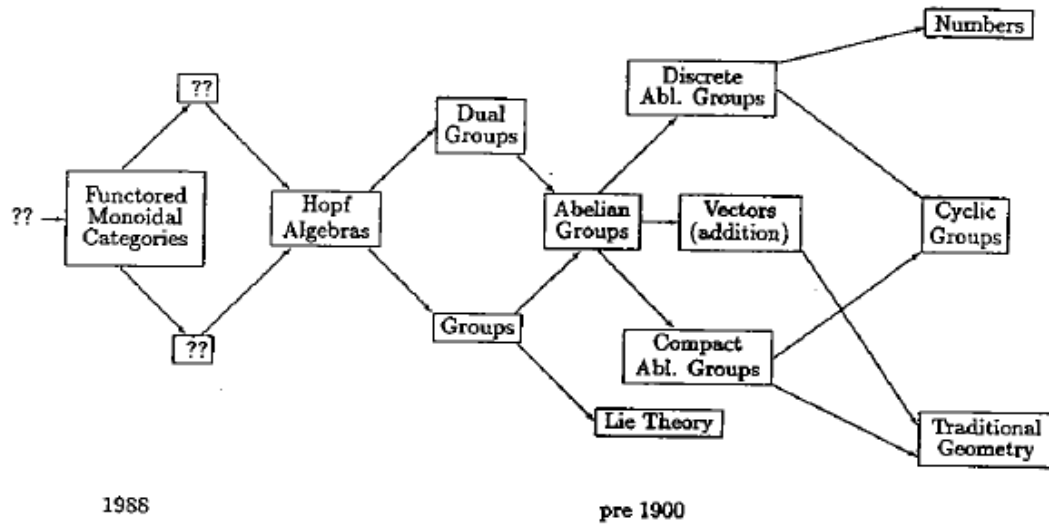 ??
Functored
Monoidal
Categories
??
??
Hopf
Algebras
Dual
Groups
Groups
Abelian
Groups
Lie Theory
Discrete
Abl. Groups
Vectors
(addition)
Compact
Abl. Groups
Numbers
Cyclic
Groups
Traditional
Geometry
1988
pre 1900